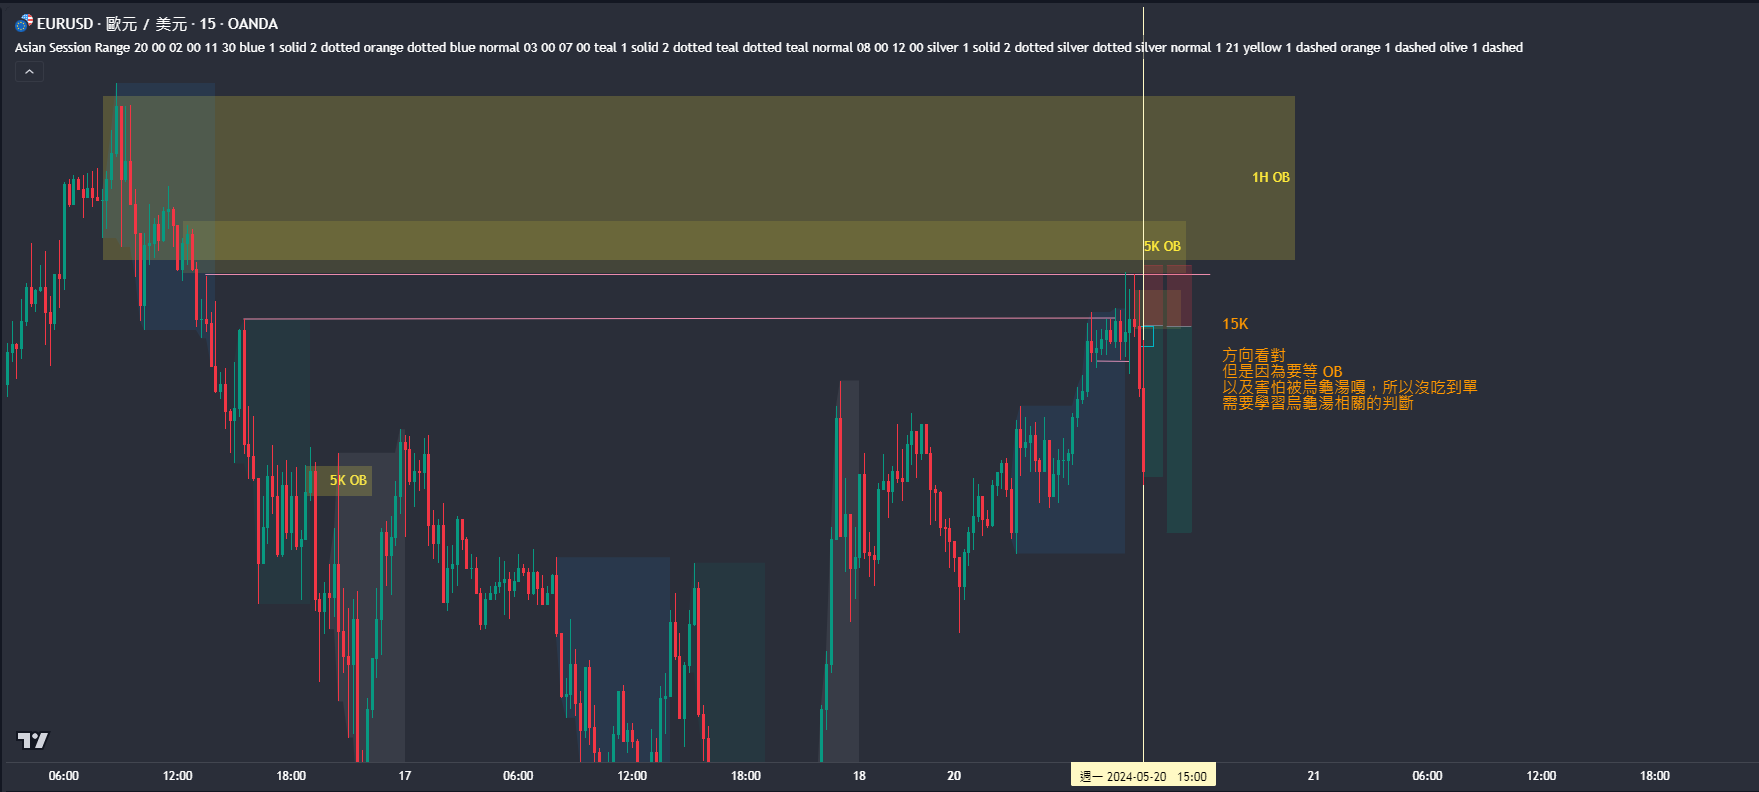 EURUSD · 歐元 / 美元 · 15 · OANDA
Asian Session Range 20 00 02 00 11 30 blue 1 solid 2 dotted orange dotted blue normal 03 00 07 00 teal 1 solid 2 dotted teal dotted teal normal 08 00 12 00 silver 1 solid 2 dotted silver dotted silver normal 1 21 yellow 1 dashed orange 1 dashed olive 1 dashed
1H OB
5K OB
15K
方向看對
但是因為要等 OB
以及害怕被烏龜湯嘎，所以沒吃到單
需要學習烏龜湯相關的判斷
5K OB
06:00 12:00 18:00 17 06:00 12:00 18:00 18 20 週一 2024-05-20 15:00 21 06:00 12:00 18:00